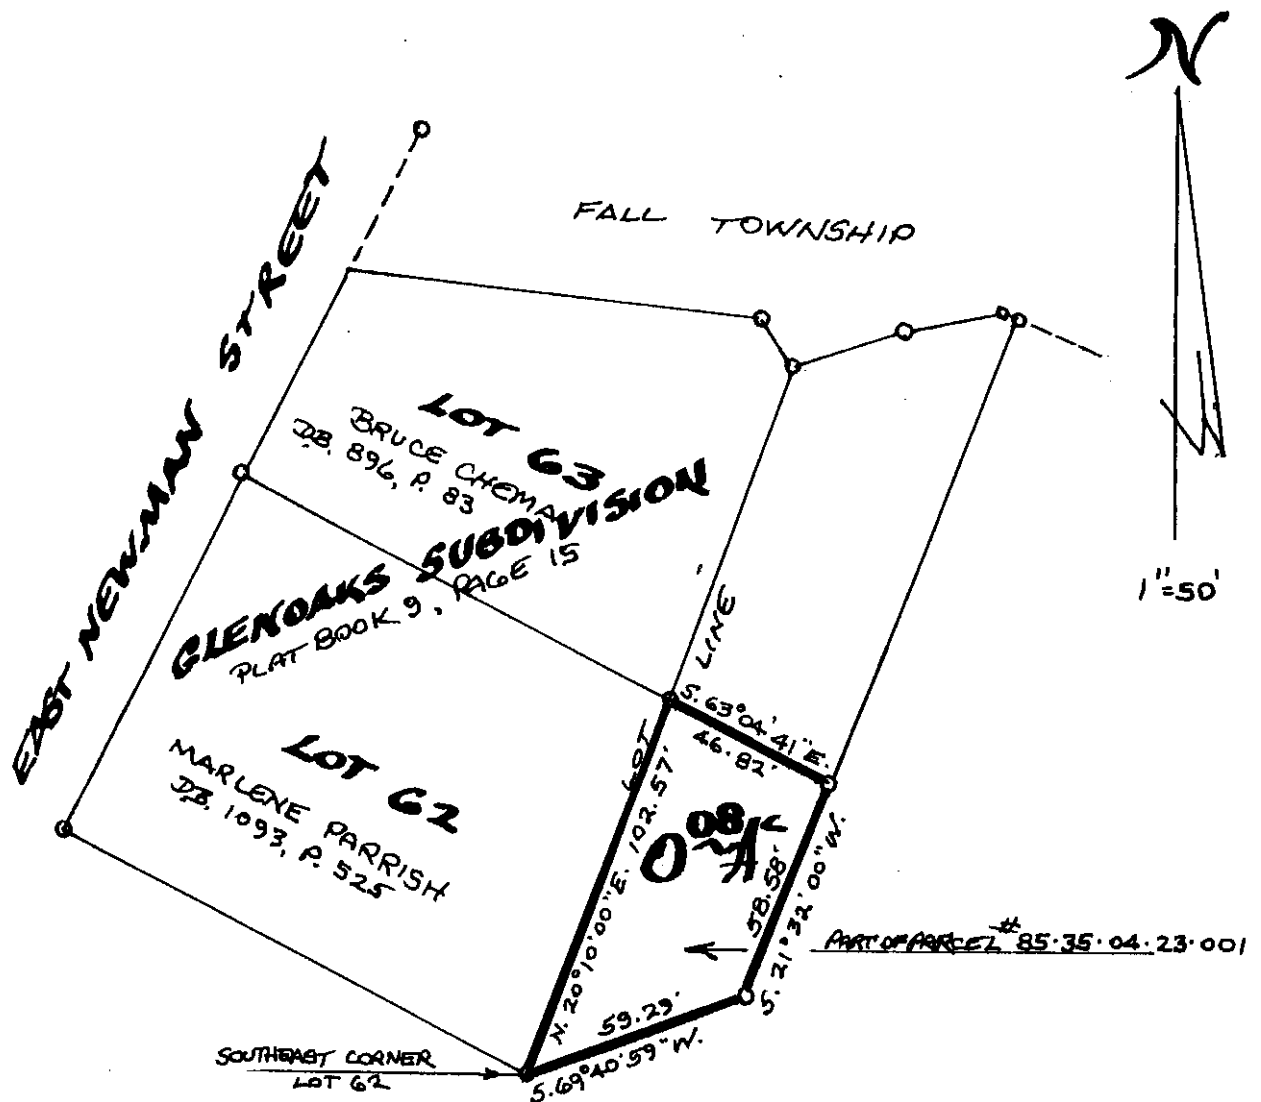 N
FALL TOWNSHIP
EAST NEWMAN STREET
LOT 63
BRUCE CHEMA
D.B. 896, P. 83
GLENOAKS SUBDIVISION
PLAT BOOK 9, PAGE 15
1"=50'
LOT LINE
S. 63°04'41"E.
46.82'
LOT 62
MARLENE PARRISH
D.B. 1093, P. 525
0.08 Ac
N. 20°10'00"E. 102.57'
58.58'
S. 21°32'00"W.
PART OF PARCEL # 85.35.04.23.001
59.29'
S. 69°40'59"W.
SOUTHEAST CORNER
LOT 62